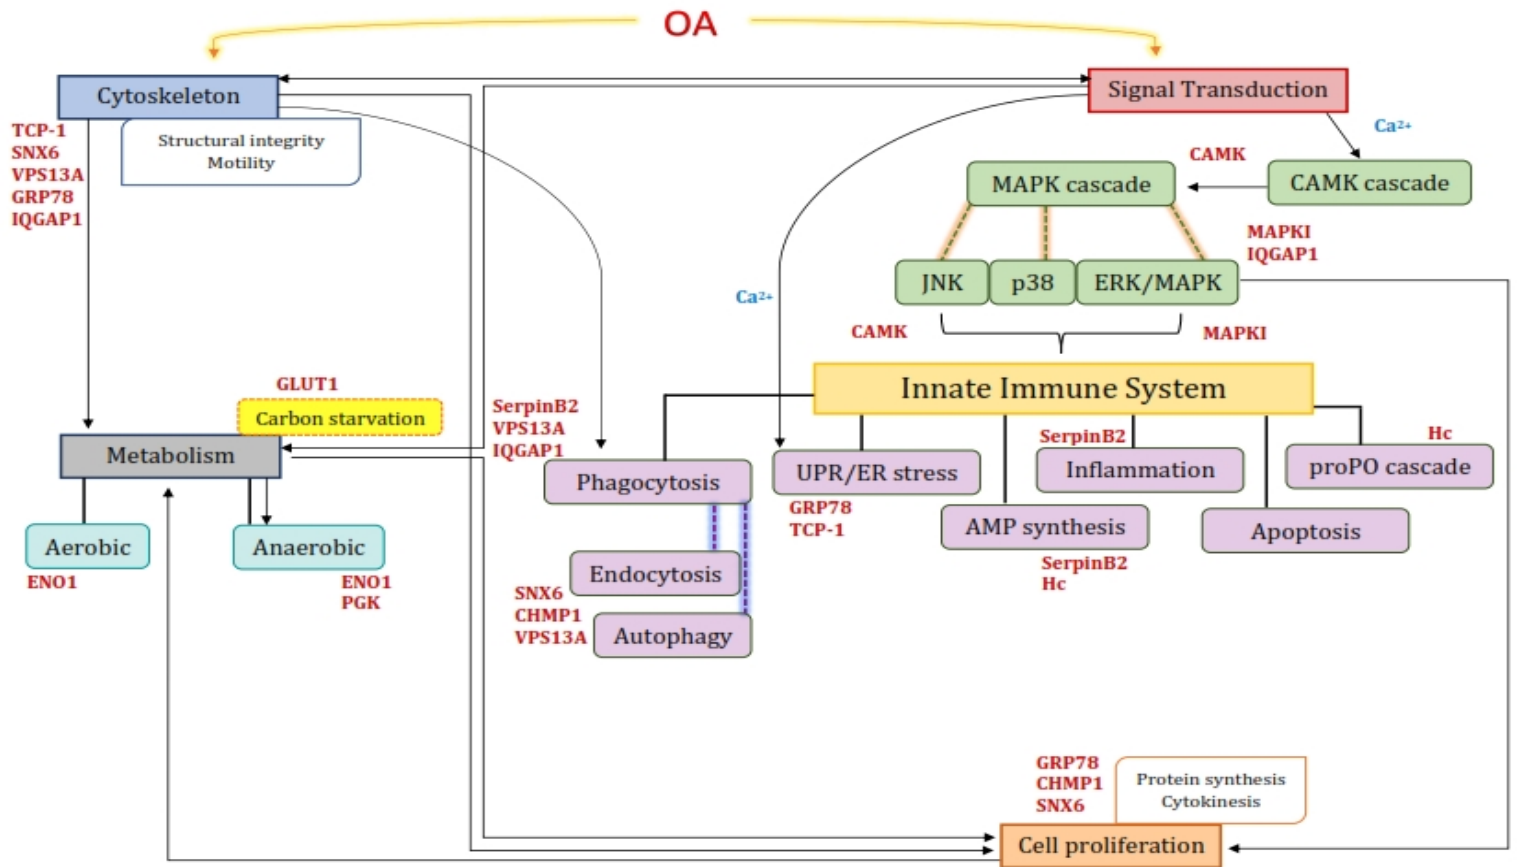 OA
Cytoskeleton
Signal Transduction
Structural integrity
Motility
TCP-1
SNX6
VPS13A
GRP78
IQGAP1
Ca2+
CAMK
MAPK cascade
CAMK cascade
MAPKI
IQGAP1
JNK
p38
ERK/MAPK
Ca2+
CAMK
MAPKI
Innate Immune System
GLUT1
Carbon starvation
Metabolism
SerpinB2
VPS13A
IQGAP1
Phagocytosis
UPR/ER stress
GRP78
TCP-1
SerpinB2
Inflammation
Hc
proPO cascade
AMP synthesis
SerpinB2
Hc
Apoptosis
Aerobic
ENO1
Anaerobic
ENO1
PGK
Endocytosis
SNX6
CHMP1
VPS13A
Autophagy
GRP78
CHMP1
SNX6
Protein synthesis
Cytokinesis
Cell proliferation